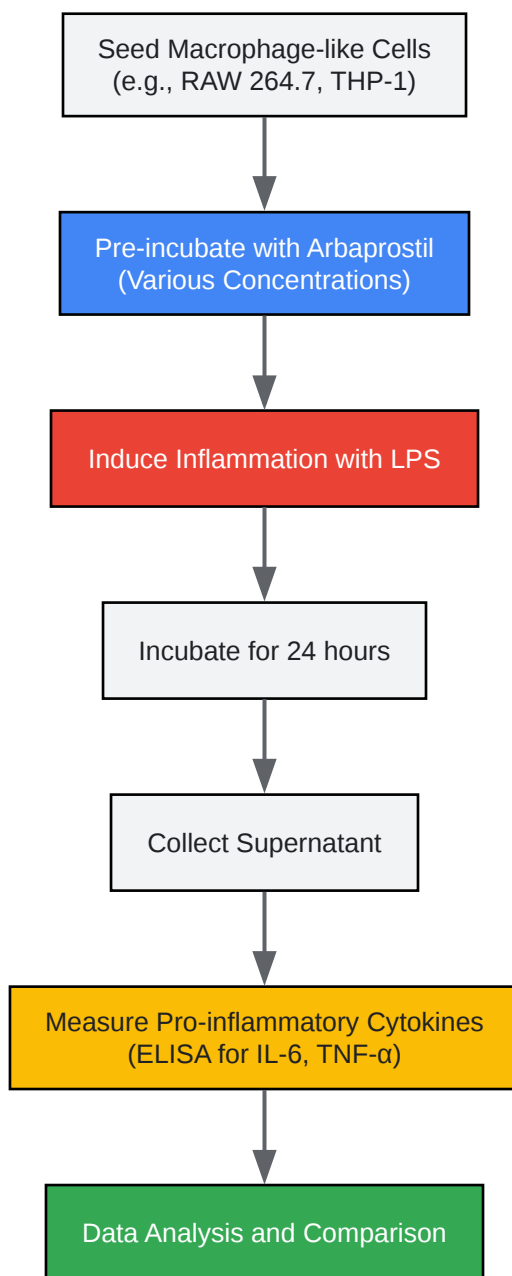 Seed Macrophage-like Cells
(e.g., RAW 264.7, THP-1)
Pre-incubate with Arbaprostil
(Various Concentrations)
Induce Inflammation with LPS
Incubate for 24 hours
Collect Supernatant
Measure Pro-inflammatory Cytokines
(ELISA for IL-6, TNF-α)
Data Analysis and Comparison